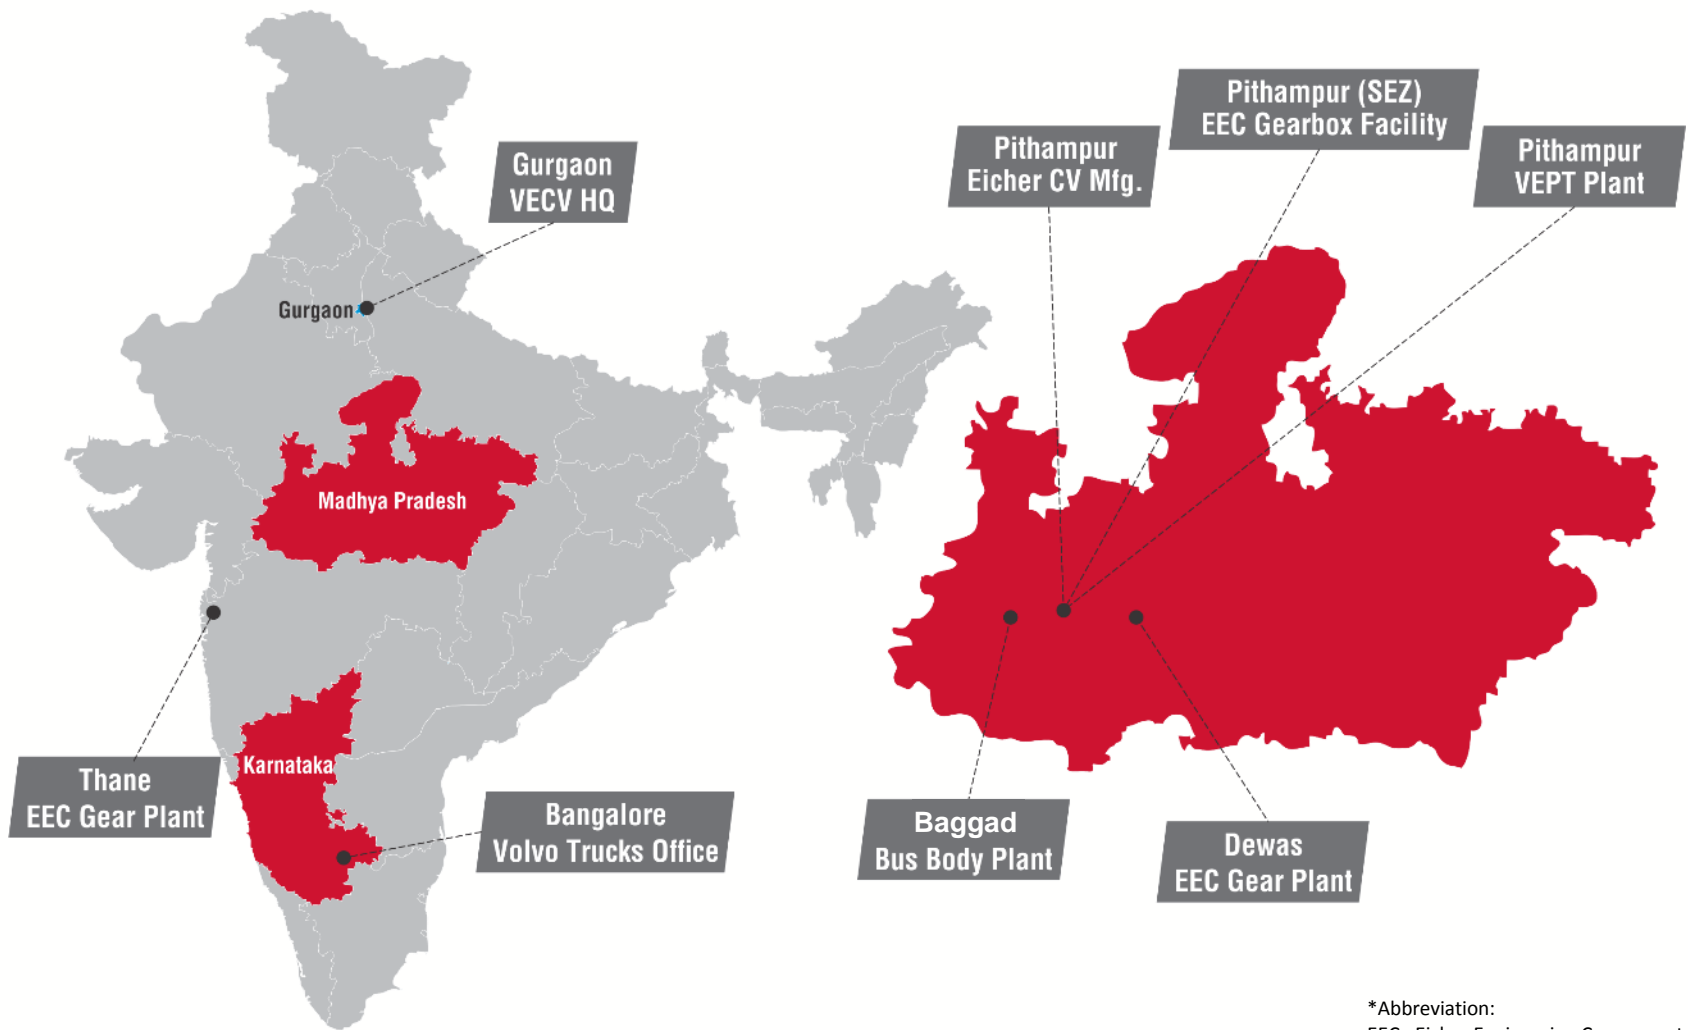 Gurgaon
VECV HQ
Gurgaon
Madhya Pradesh
Karnataka
Thane
EEC Gear Plant
Bangalore
Volvo Trucks Office
Pithampur
Eicher CV Mfg.
Pithampur (SEZ)
EEC Gearbox Facility
Pithampur
VEPT Plant
Baggad
Bus Body Plant
Dewas
EEC Gear Plant
*Abbreviation: